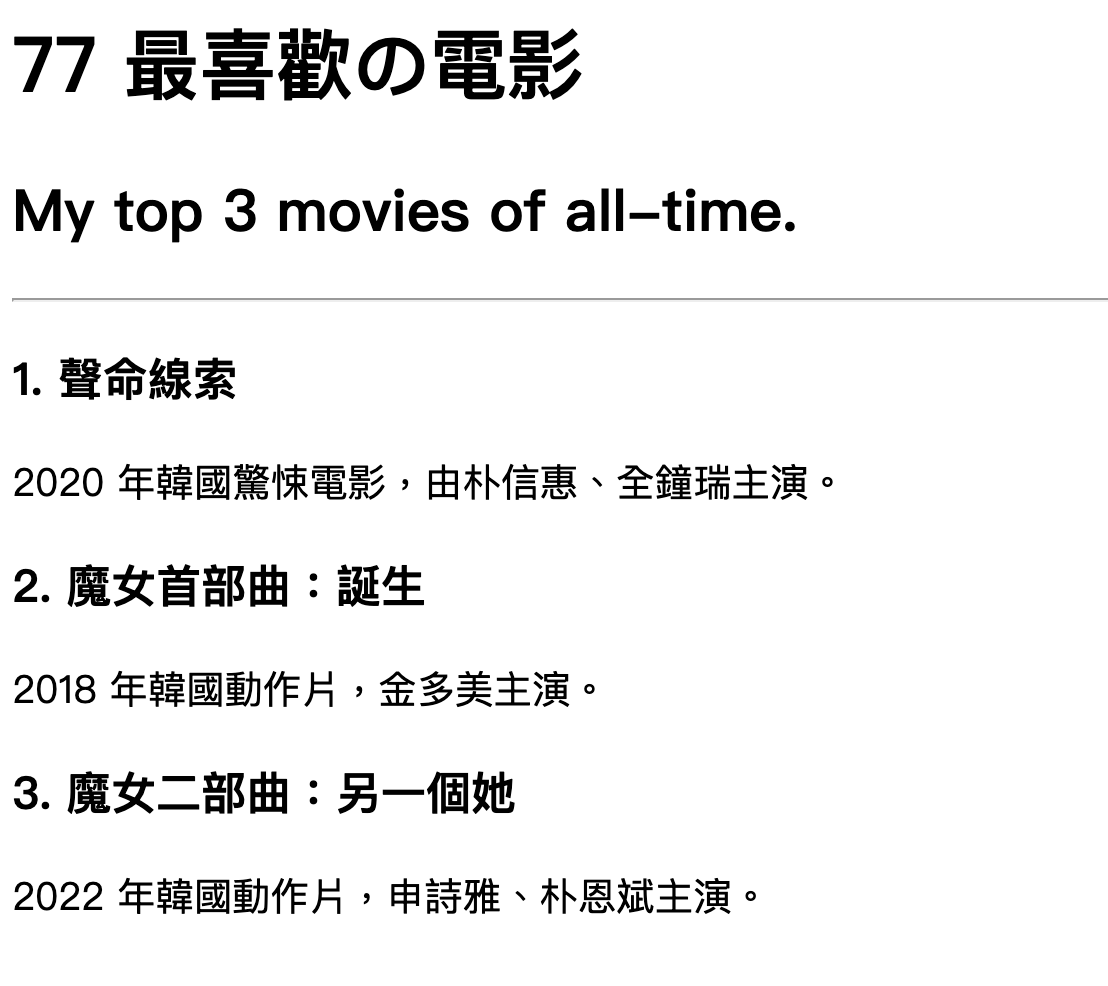 77 最喜歡の電影
My top 3 movies of all-time.
1. 聲命線索
2020 年韓國驚悚電影，由朴信惠、全鐘瑞主演。
2. 魔女首部曲：誕生
2018 年韓國動作片，金多美主演。
3. 魔女二部曲：另一個她
2022 年韓國動作片，申詩雅、朴恩斌主演。